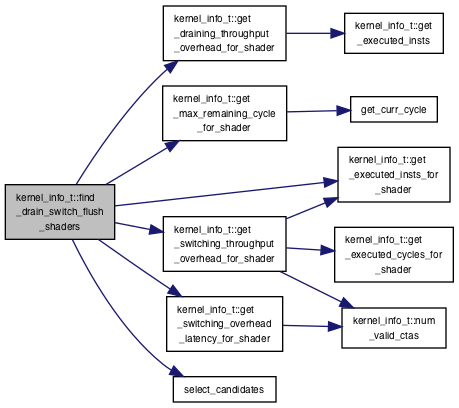 kernel_info_t::find
_drain_switch_flush
_shaders
kernel_info_t::get
_draining_throughput
_overhead_for_shader
kernel_info_t::get
_executed_insts
kernel_info_t::get
_max_remaining_cycle
_for_shader
get_curr_cycle
kernel_info_t::get
_executed_insts_for
_shader
kernel_info_t::get
_switching_throughput
_overhead_for_shader
kernel_info_t::get
_executed_cycles_for
_shader
kernel_info_t::get
_switching_overhead
_latency_for_shader
kernel_info_t::num
_valid_ctas
select_candidates